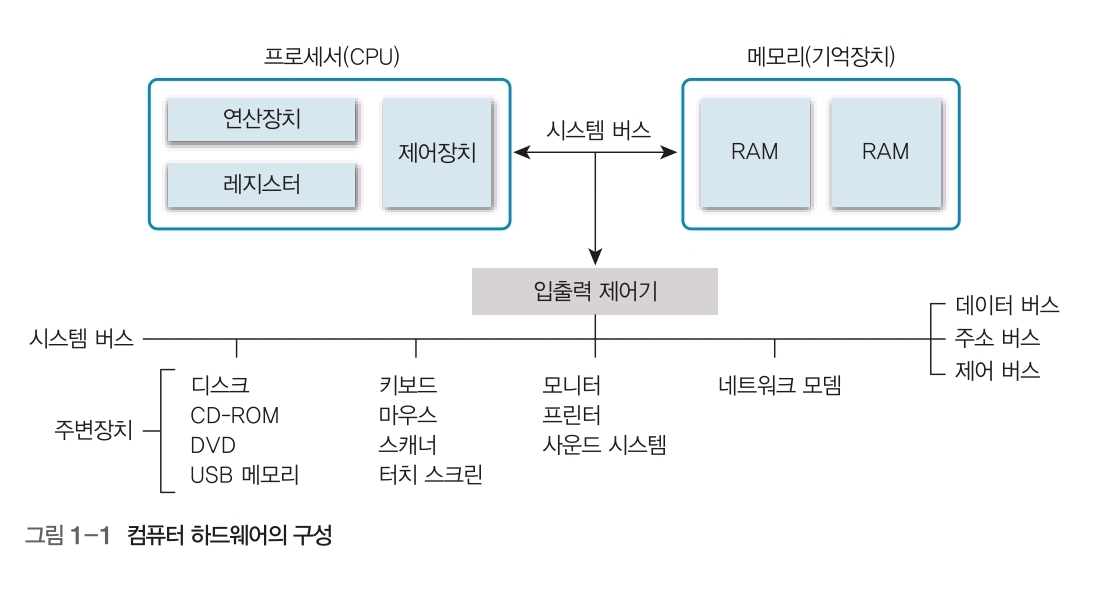 프로세서(CPU)
메모리(기억장치)
연산장치
레지스터
제어장치
시스템 버스
RAM
RAM
입출력 제어기
시스템 버스
데이터 버스
주소 버스
제어 버스
주변장치
디스크
CD-ROM
DVD
USB 메모리
키보드
마우스
스캐너
터치 스크린
모니터
프린터
사운드 시스템
네트워크 모뎀
그림 1-1 컴퓨터 하드웨어의 구성